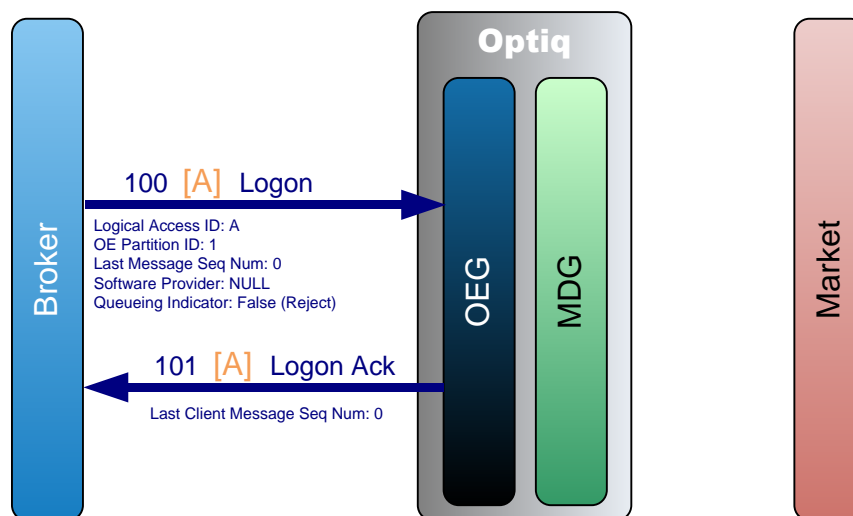 Optiq
100 [A] Logon
Logical Access ID: A
OE Partition ID: 1
Last Message Seq Num: 0
Software Provider: NULL
Queueing Indicator: False (Reject)
Broker
OEG
MDG
Market
101 [A] Logon Ack
Last Client Message Seq Num: 0